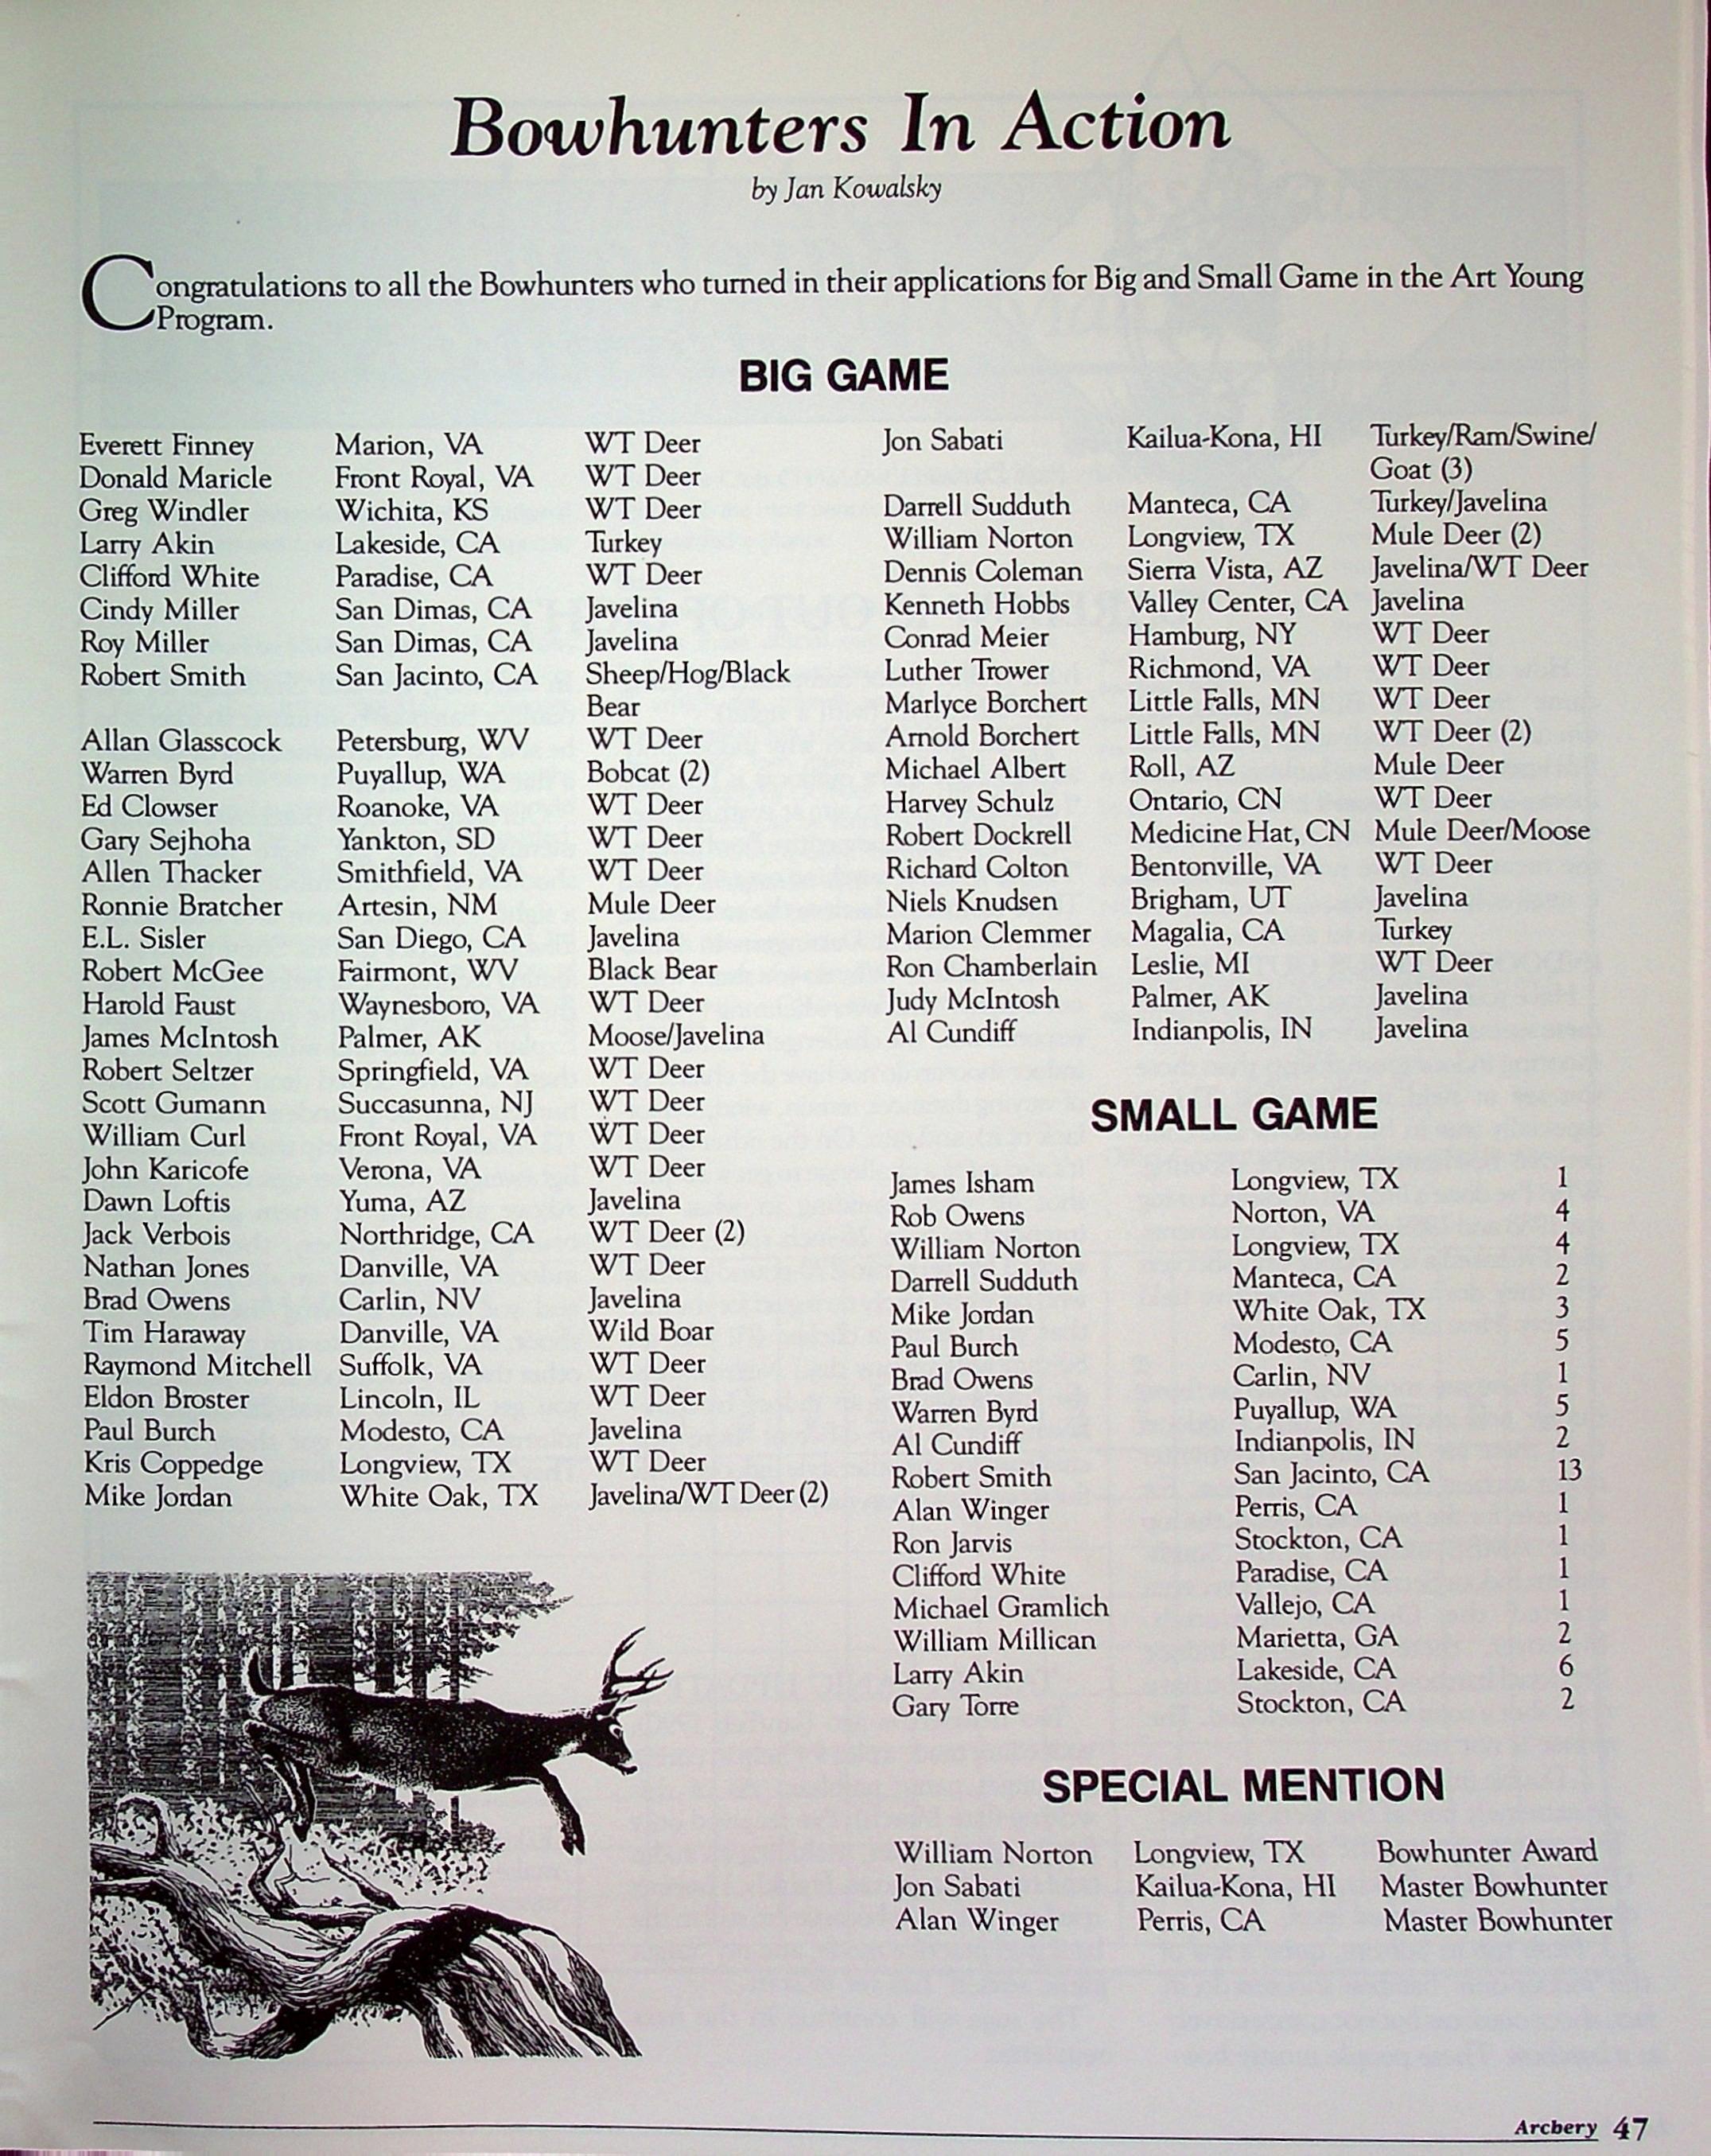 Bowhunters In Action
by Jan Kowalsky
Congratulations to all the Bowhunters who turned in their applications for Big and Small Game in the Art Young
Program.
BIG GAME
Everett Finney Marion, VA WT Deer
Donald Maricle Front Royal, VA WT Deer
Greg Windler Wichita, KS WT Deer
Larry Akin Lakeside, CA Turkey
Clifford White Paradise, CA WT Deer
Cindy Miller San Dimas, CA Javelina
Roy Miller San Dimas, CA Javelina
Robert Smith San Jacinto, CA Sheep/Hog/Black
Bear
Allan Glasscock Petersburg, WV WT Deer
Warren Byrd Puyallup, WA Bobcat (2)
Ed Clowser Roanoke, VA WT Deer
Gary Sejhoha Yankton, SD WT Deer
Allen Thacker Smithfield, VA WT Deer
Ronnie Bratcher Artesin, NM Mule Deer
E.L. Sisler San Diego, CA Javelina
Robert McGee Fairmont, WV Black Bear
Harold Faust Waynesboro, VA WT Deer
James McIntosh Palmer, AK Moose/Javelina
Robert Seltzer Springfield, VA WT Deer
Scott Gumann Succasunna, NJ WT Deer
William Curl Front Royal, VA WT Deer
John Karicofe Verona, VA WT Deer
Dawn Loftis Yuma, AZ Javelina
Jack Verbois Northridge, CA WT Deer (2)
Nathan Jones Danville, VA WT Deer
Brad Owens Carlin, NV Javelina
Tim Haraway Danville, VA Wild Boar
Raymond Mitchell Suffolk, VA WT Deer
Eldon Broster Lincoln, IL WT Deer
Paul Burch Modesto, CA Javelina
Kris Coppedge Longview, TX WT Deer
Mike Jordan White Oak, TX Javelina/WT Deer (2)
Jon Sabati Kailua-Kona, HI Turkey/Ram/Swine/
Goat (3)
Darrell Sudduth Manteca, CA Turkey/Javelina
William Norton Longview, TX Mule Deer (2)
Dennis Coleman Sierra Vista, AZ Javelina/WT Deer
Kenneth Hobbs Valley Center, CA Javelina
Conrad Meier Hamburg, NY WT Deer
Luther Trower Richmond, VA WT Deer
Marlyce Borchert Little Falls, MN WT Deer
Arnold Borchert Little Falls, MN WT Deer (2)
Michael Albert Roll, AZ Mule Deer
Harvey Schulz Ontario, CN WT Deer
Robert Dockrell Medicine Hat, CN Mule Deer/Moose
Richard Colton Bentonville, VA WT Deer
Niels Knudsen Brigham, UT Javelina
Marion Clemmer Magalia, CA Turkey
Ron Chamberlain Leslie, MI WT Deer
Judy McIntosh Palmer, AK Javelina
Al Cundiff Indianpolis, IN Javelina
SMALL GAME
James Isham Longview, TX 1
Rob Owens Norton, VA 4
William Norton Longview, TX 4
Darrell Sudduth Manteca, CA 2
Mike Jordan White Oak, TX 3
Paul Burch Modesto, CA 5
Brad Owens Carlin, NV 1
Warren Byrd Puyallup, WA 5
Al Cundiff Indianpolis, IN 2
Robert Smith San Jacinto, CA 13
Alan Winger Perris, CA 1
Ron Jarvis Stockton, CA 1
Clifford White Paradise, CA 1
Michael Gramlich Vallejo, CA 1
William Millican Marietta, GA 2
Larry Akin Lakeside, CA 6
Gary Torre Stockton, CA 2
SPECIAL MENTION
William Norton Longview, TX Bowhunter Award
Jon Sabati Kailua-Kona, HI Master Bowhunter
Alan Winger Perris, CA Master Bowhunter
Archery 47